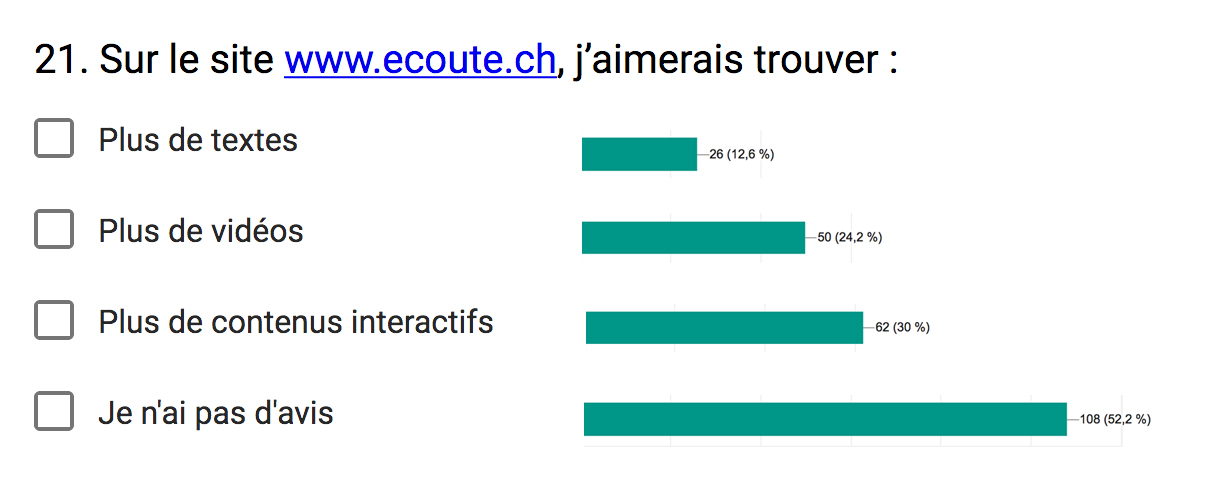 21. Sur le site www.ecoute.ch, j’aimerais trouver :
Plus de textes
26 (12,6 %)
Plus de vidéos
50 (24,2 %)
Plus de contenus interactifs
62 (30 %)
Je n'ai pas d'avis
108 (52,2 %)